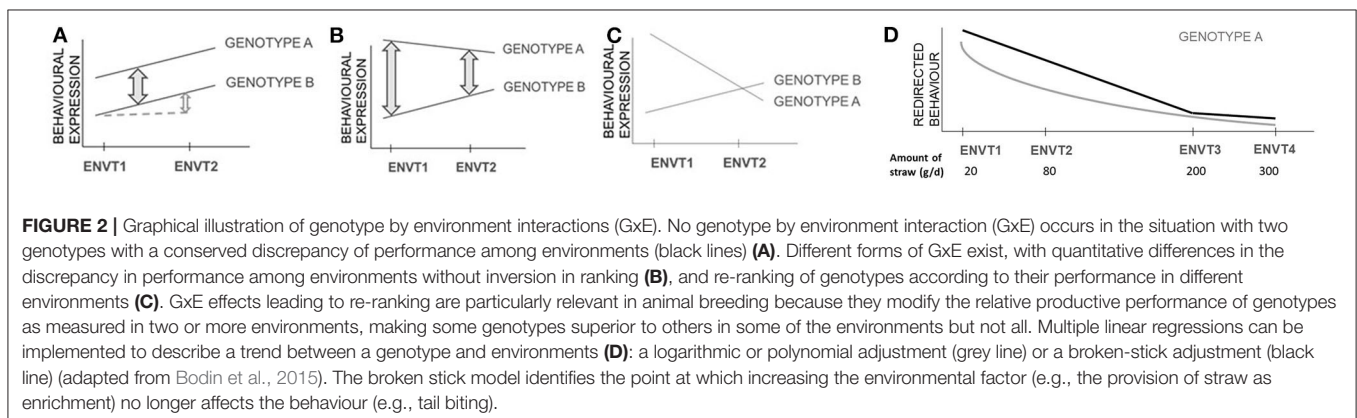 A
BEHAVIOURAL
EXPRESSION
GENOTYPE A
GENOTYPE B
ENVT1
ENVT2
B
BEHAVIOURAL
EXPRESSION
GENOTYPE A
GENOTYPE B
ENVT1
ENVT2
C
BEHAVIOURAL
EXPRESSION
GENOTYPE B
GENOTYPE A
ENVT1
ENVT2
D
REDIRECTED
BEHAVIOUR
GENOTYPE A
ENVT1
ENVT2
ENVT3
ENVT4
Amount of
straw (g/d)
20
80
200
300
FIGURE 2 | Graphical illustration of genotype by environment interactions (GxE). No genotype by environment interaction (GxE) occurs in the situation with two
genotypes with a conserved discrepancy of performance among environments (black lines) (A). Different forms of GxE exist, with quantitative differences in the
discrepancy in performance among environments without inversion in ranking (B), and re-ranking of genotypes according to their performance in different
environments (C). GxE effects leading to re-ranking are particularly relevant in animal breeding because they modify the relative productive performance of genotypes
as measured in two or more environments, making some genotypes superior to others in some of the environments but not all. Multiple linear regressions can be
implemented to describe a trend between a genotype and environments (D): a logarithmic or polynomial adjustment (grey line) or a broken-stick adjustment (black
line) (adapted from Bodin et al., 2015). The broken stick model identifies the point at which increasing the environmental factor (e.g., the provision of straw as
enrichment) no longer affects the behaviour (e.g., tail biting).